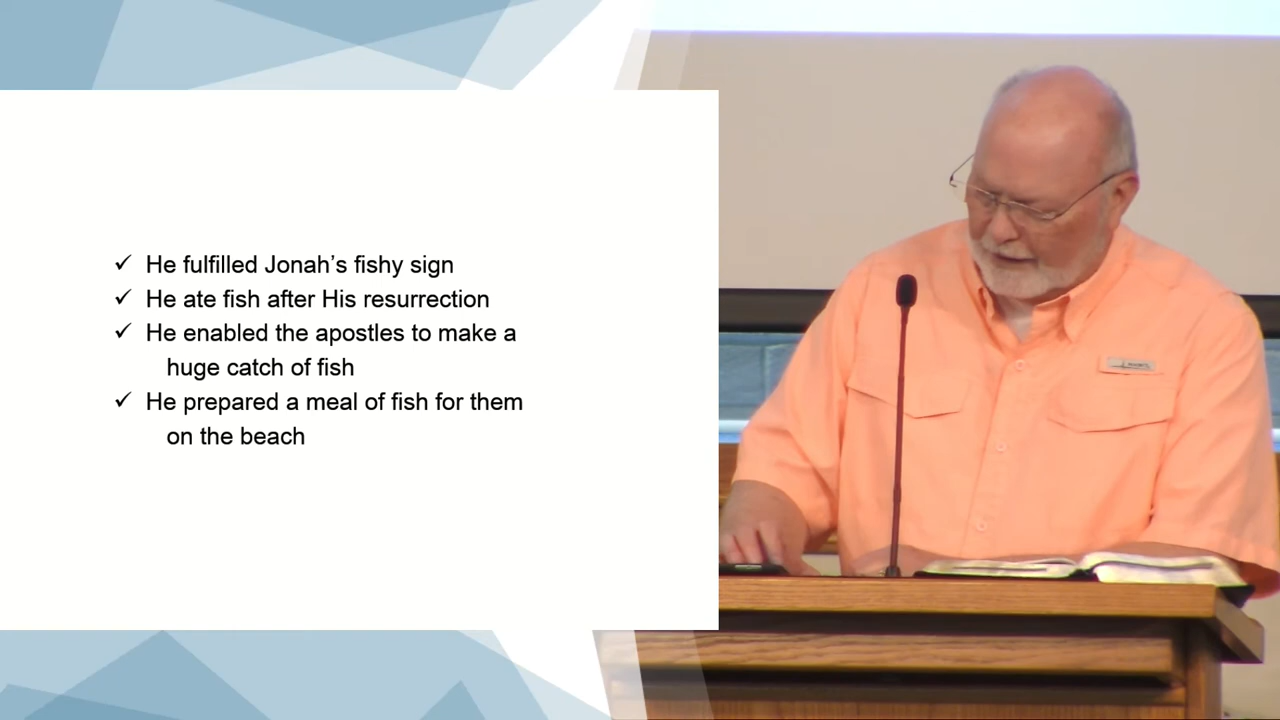 ✓ He fulfilled Jonah’s fishy sign
✓ He ate fish after His resurrection
✓ He enabled the apostles to make a
huge catch of fish
✓ He prepared a meal of fish for them
on the beach